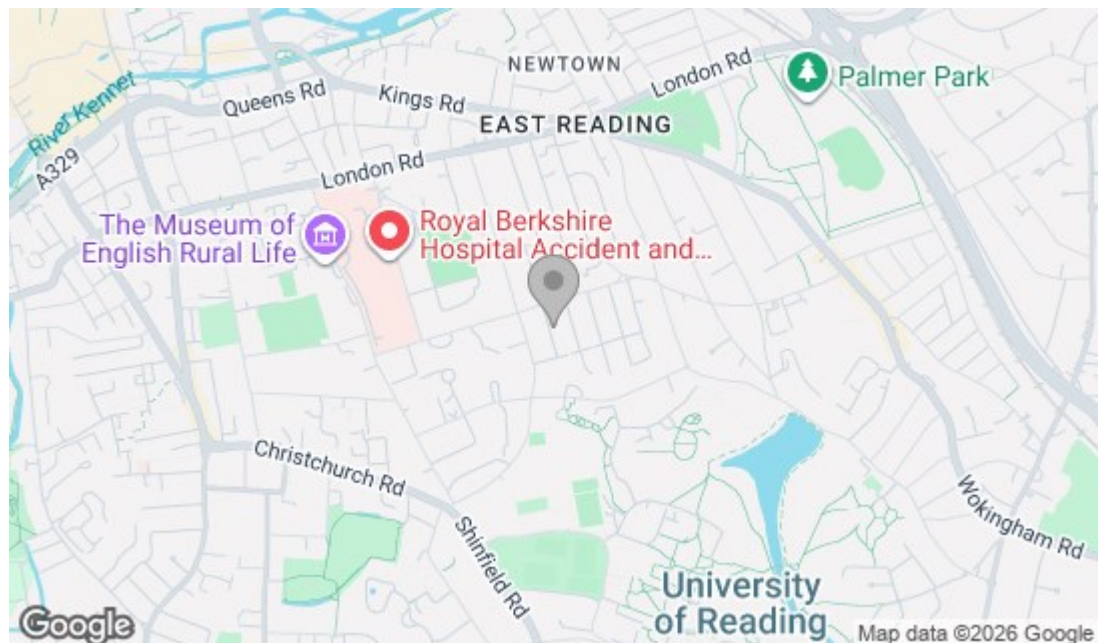 NEWTOWN
London Rd
Palmer Park
Queens Rd
Kings Rd
EAST READING
River Kennet
A329
London Rd
The Museum of
English Rural Life
Royal Berkshire
Hospital Accident and...
Christchurch Rd
Shinfield Rd
Wokingham Rd
University
of Reading
Google
Map data ©2026 Google